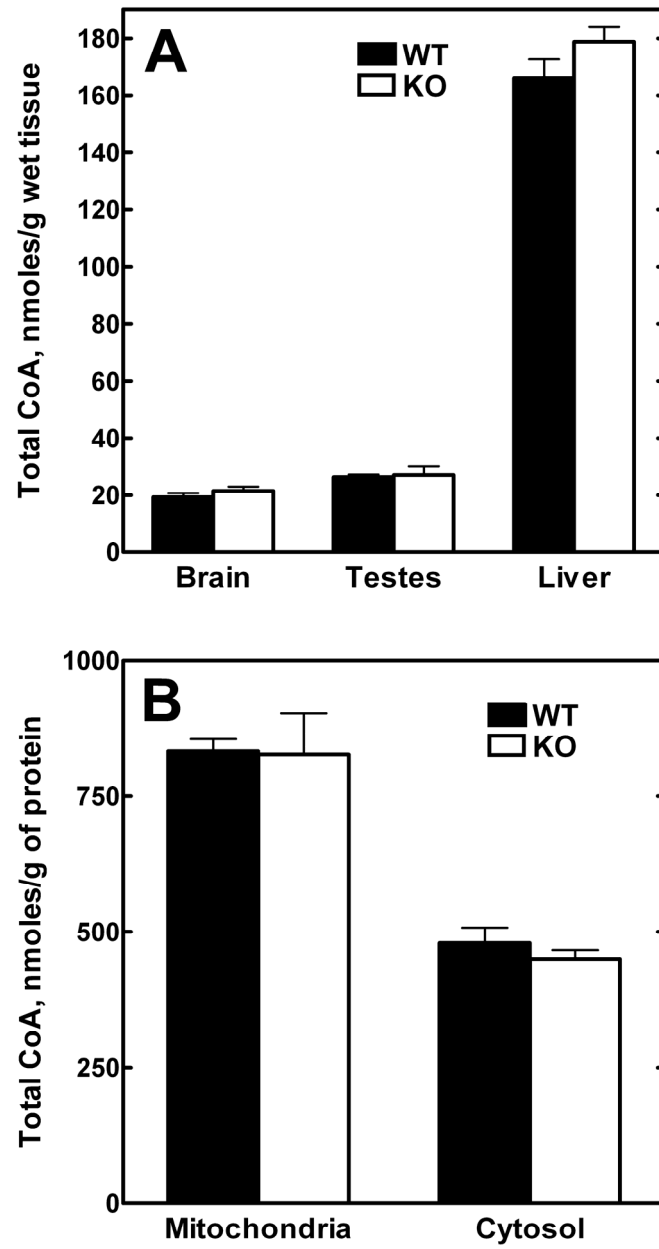 A
WT
KO
Total CoA, nmoles/g wet tissue
180
160
140
120
100
80
60
40
20
0
Brain Testes Liver
B
WT
KO
Total CoA, nmoles/g of protein
1000
750
500
250
0
Mitochondria Cytosol